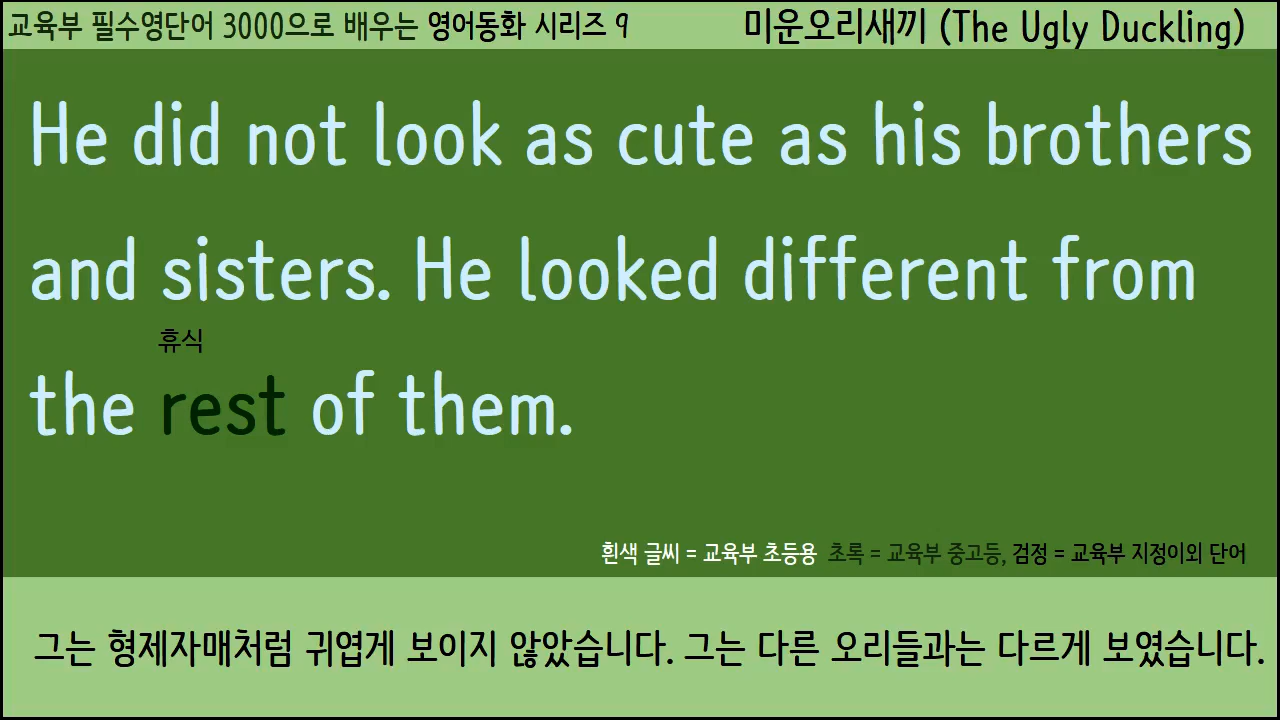 교육부 필수영단어 3000으로 배우는 영어동화 시리즈 9 미운오리새끼 (The Ugly Duckling)
He did not look as cute as his brothers
and sisters. He looked different from
휴식
the rest of them.
흰색 글씨 = 교육부 초등용 초록 = 교육부 중고등, 검정 = 교육부 지정이외 단어
그는 형제자매처럼 귀엽게 보이지 않았습니다. 그는 다른 오리들과는 다르게 보였습니다.